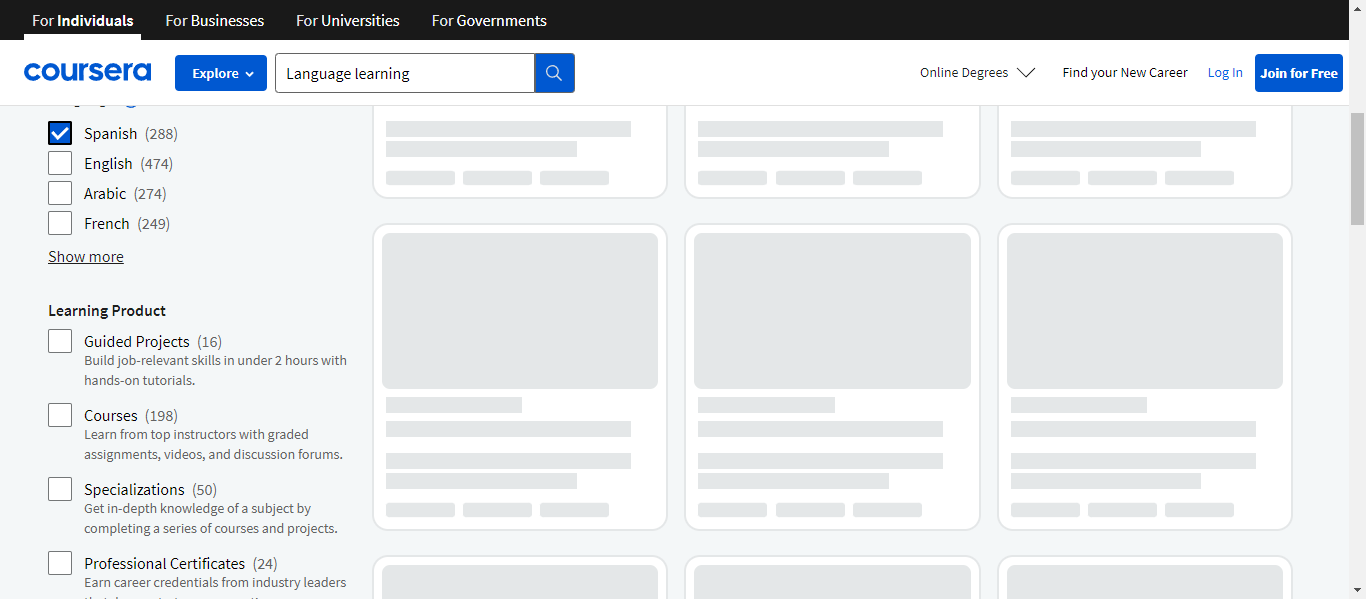 For Individuals
For Businesses
For Universities
For Governments
coursera
Explore
Language learning
Online Degrees
Find your New Career
Log In
Join for Free
Spanish (288)
English (474)
Arabic (274)
French (249)
Show more
Learning Product
Guided Projects (16)
Build job-relevant skills in under 2 hours with
hands-on tutorials.
Courses (198)
Learn from top instructors with graded
assignments, videos, and discussion forums.
Specializations (50)
Get in-depth knowledge of a subject by
completing a series of courses and projects.
Professional Certificates (24)
Earn career credentials from industry leaders